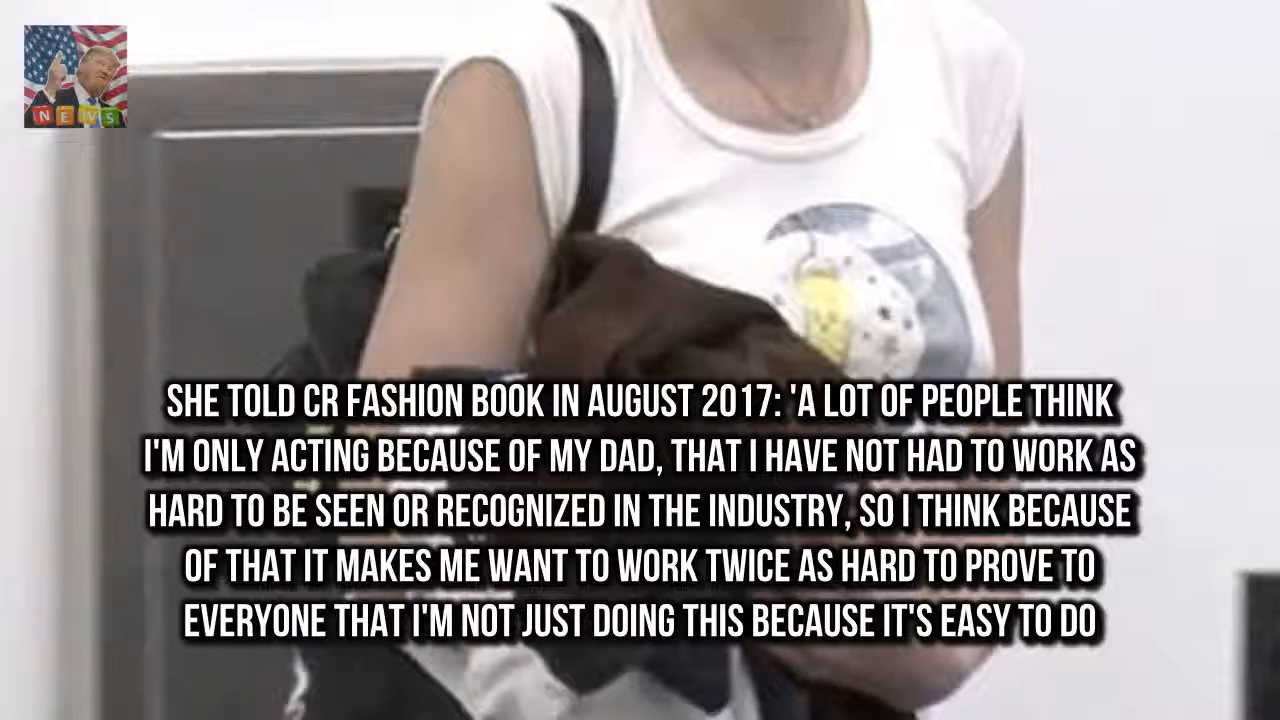 NEWS
SHE TOLD CR FASHION BOOK IN AUGUST 2017: 'A LOT OF PEOPLE THINK
I'M ONLY ACTING BECAUSE OF MY DAD, THAT I HAVE NOT HAD TO WORK AS
HARD TO BE SEEN OR RECOGNIZED IN THE INDUSTRY, SO I THINK BECAUSE
OF THAT IT MAKES ME WANT TO WORK TWICE AS HARD TO PROVE TO
EVERYONE THAT I'M NOT JUST DOING THIS BECAUSE IT'S EASY TO DO